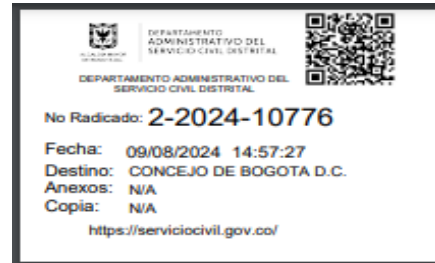 DEPARTAMENTO
ADMINISTRATIVO DEL
SERVICIO CIVIL DISTRITAL
DEPARTAMENTO ADMINISTRATIVO DEL
SERVICIO CIVIL DISTRITAL
No Radicado: 2-2024-10776
Fecha: 09/08/2024 14:57:27
Destino: CONCEJO DE BOGOTA D.C.
Anexos: N/A
Copia: N/A
https://serviciocivil.gov.co/